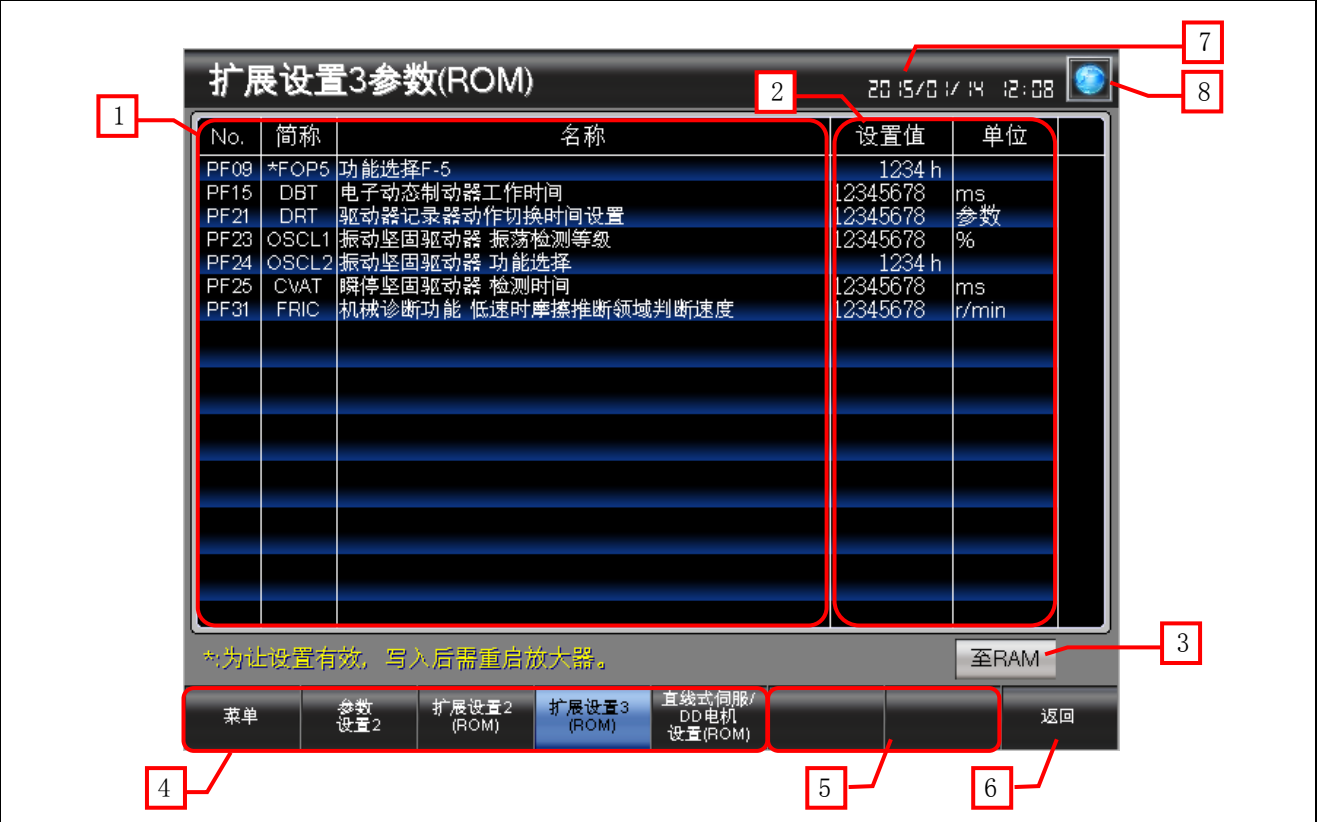 7
扩展设置3参数(ROM)
2
2015/01/14 12:08
8
1
No. 简称 名称 设置值 单位
PF09 *FOP5 功能选择F-5 1234 h
PF15 DBT 电子动态制动器工作时间 12345678 ms
PF21 DRT 驱动器记录器动作切换时间设置 12345678 参数
PF23 OSCL1 振动坚固驱动器 振荡检测等级 12345678 %
PF24 OSCL2 振动坚固驱动器 功能选择 1234 h
PF25 CVAT 瞬停坚固驱动器 检测时间 12345678 ms
PF31 FRIC 机械诊断功能 低速时摩擦推断领域判断速度 12345678 r/min
*:为让设置有效, 写入后需重启放大器。
至RAM
3
菜单
参数
设置2
扩展设置2
(ROM)
扩展设置3
(ROM)
直线式伺服/
DD电机
设置(ROM)
返回
4
5
6